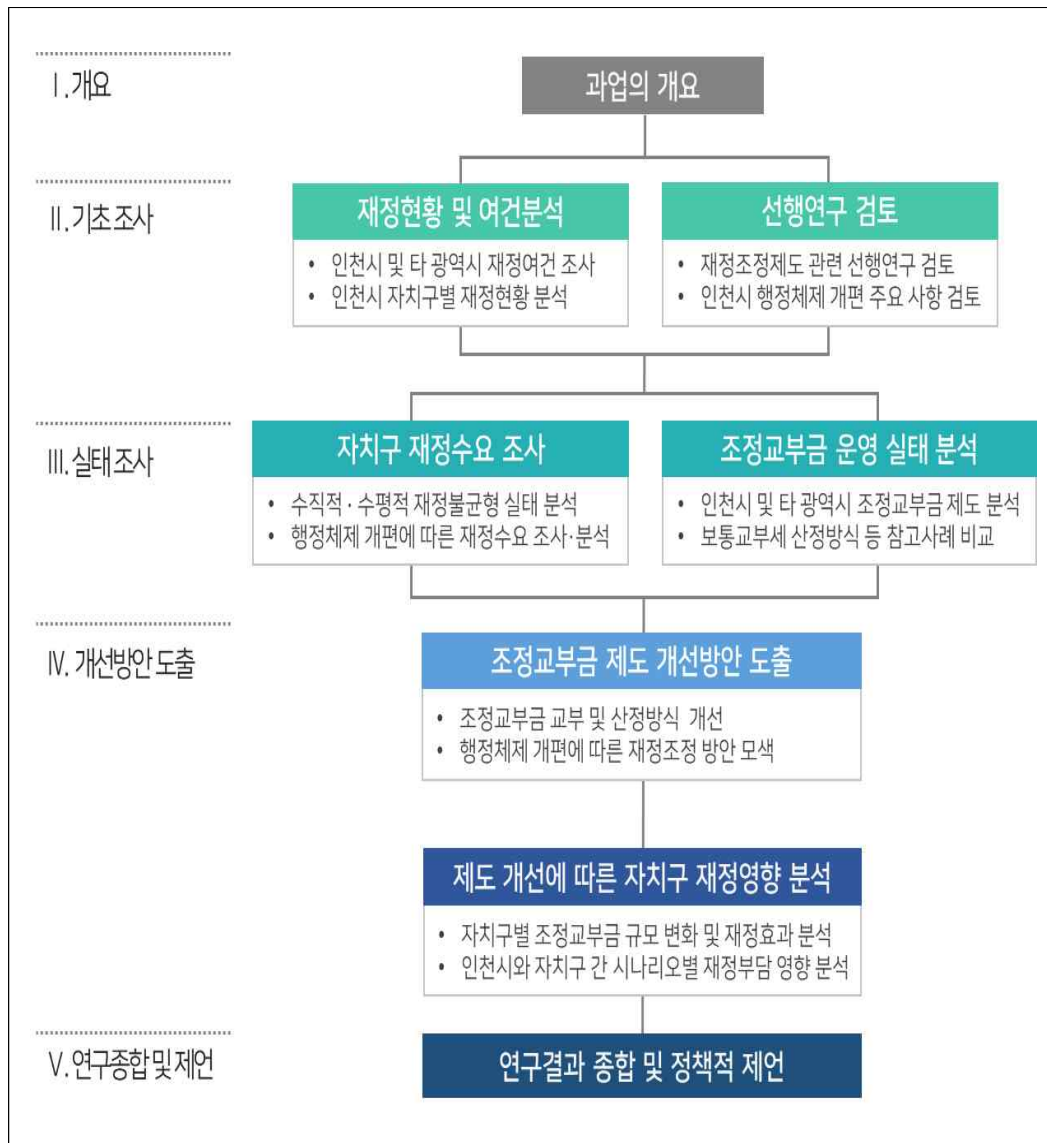 Ⅰ. 개요
과업의 개요
Ⅱ. 기초 조사
재정현황 및 여건분석
• 인천시 및 타 광역시 재정여건 조사
• 인천시 자치구별 재정현황 분석
선행연구 검토
• 재정조정제도 관련 선행연구 검토
• 인천시 행정체제 개편 주요 사항 검토
Ⅲ. 실태 조사
자치구 재정수요 조사
• 수직적 · 수평적 재정불균형 실태 분석
• 행정체제 개편에 따른 재정수요 조사·분석
조정교부금 운영 실태 분석
• 인천시 및 타 광역시 조정교부금 제도 분석
• 보통교부세 산정방식 등 참고사례 비교
Ⅳ. 개선방안 도출
조정교부금 제도 개선방안 도출
• 조정교부금 교부 및 산정방식 개선
• 행정체제 개편에 따른 재정조정 방안 모색
제도 개선에 따른 자치구 재정영향 분석
• 자치구별 조정교부금 규모 변화 및 재정효과 분석
• 인천시와 자치구 간 시나리오별 재정부담 영향 분석
Ⅴ. 연구종합 및 제언
연구결과 종합 및 정책적 제언